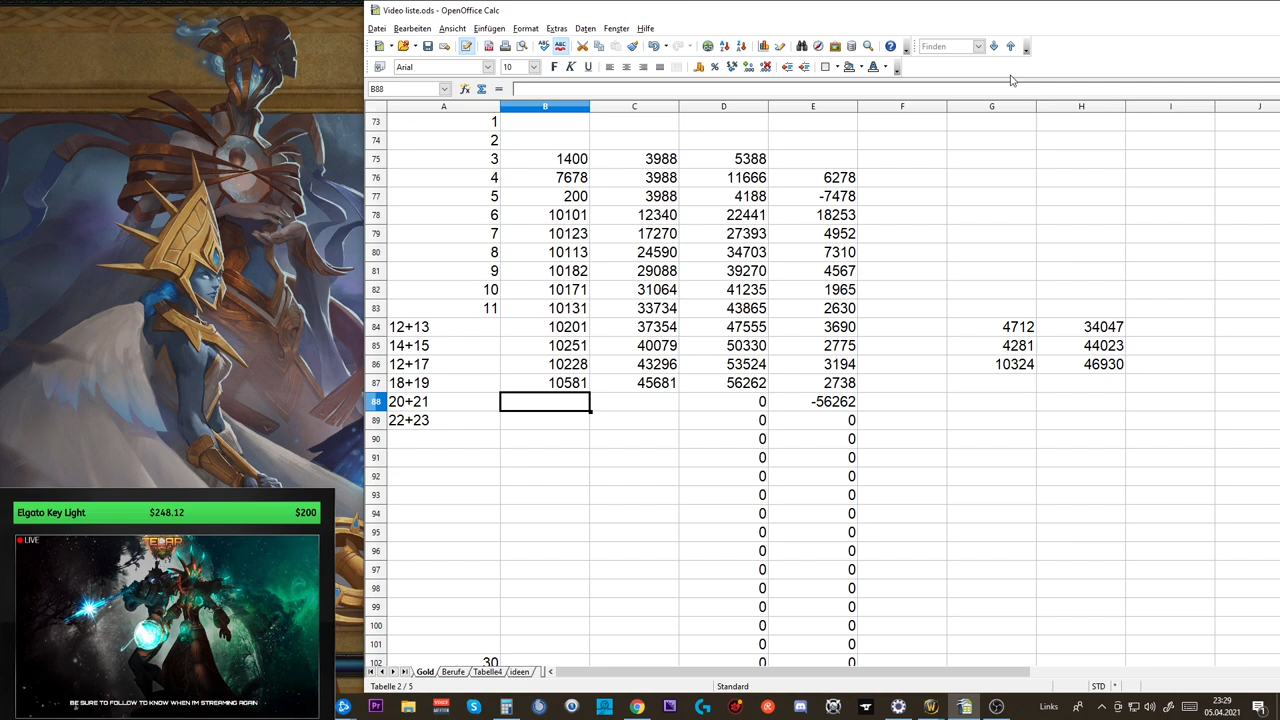 Video liste.ods - OpenOffice Calc
Datei Bearbeiten Ansicht Einfügen Format Extras Daten Fenster Hilfe
Finden
Arial 10
B88
A B C D E F G H I J
73 1
74 2
75 3 1400 3988 5388
76 4 7678 3988 11666 6278
77 5 200 3988 4188 -7478
78 6 10101 12340 22441 18253
79 7 10123 17270 27393 4952
80 8 10113 24590 34703 7310
81 9 10182 29088 39270 4567
82 10 10171 31064 41235 1965
83 11 10131 33734 43865 2630
84 12+13 10201 37354 47555 3690 4712 34047
85 14+15 10251 40079 50330 2775 4281 44023
86 12+17 10228 43296 53524 3194 10324 46930
87 18+19 10581 45681 56262 2738
88 20+21 0 -56262
89 22+23 0 0
90 0 0
91 0 0
92 0 0
93 0 0
94 0 0
95 0 0
96 0 0
97 0 0
98 0 0
99 0 0
100 0 0
101 0 0
102 30 0 0
Gold Berufe Tabelle4 ideen
Tabelle 2 / 5 Standard STD *
Elgato Key Light $248.12 $200
LIVE
BE SURE TO FOLLOW TO KNOW WHEN I'M STREAMING AGAIN
Links
23:29
05.04.2021